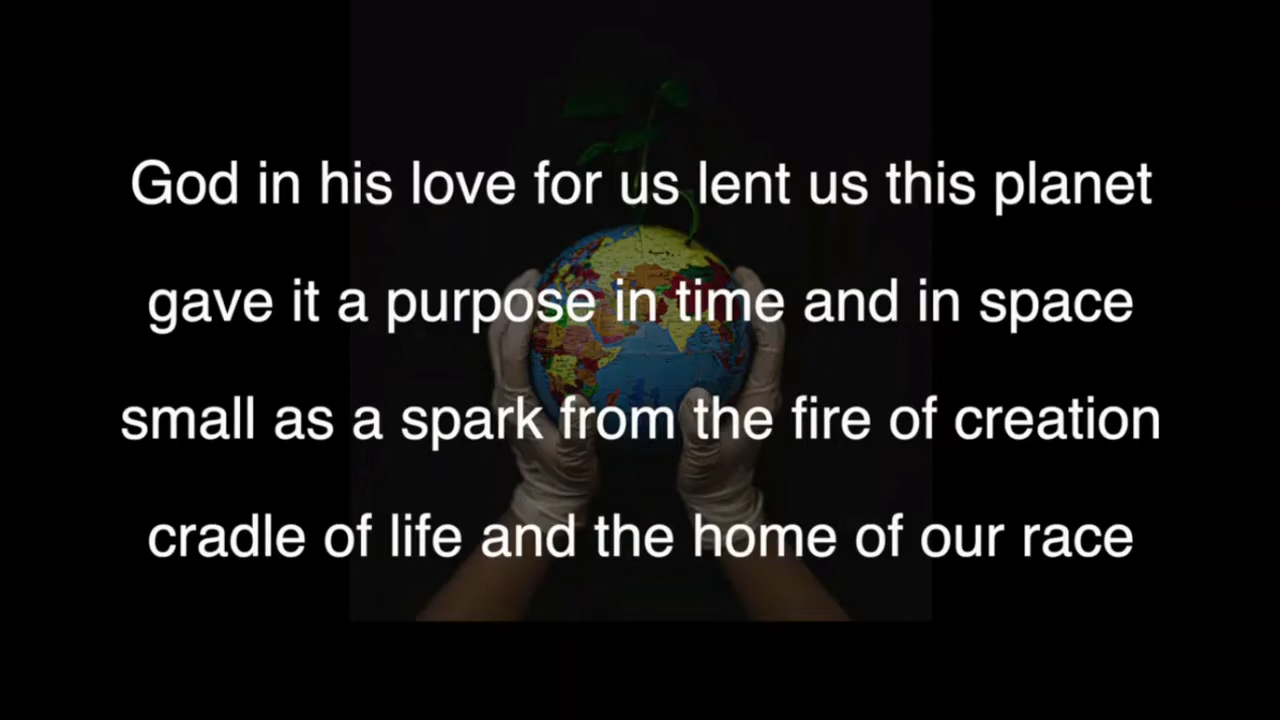 God in his love for us lent us this planet
gave it a purpose in time and in space
small as a spark from the fire of creation
cradle of life and the home of our race